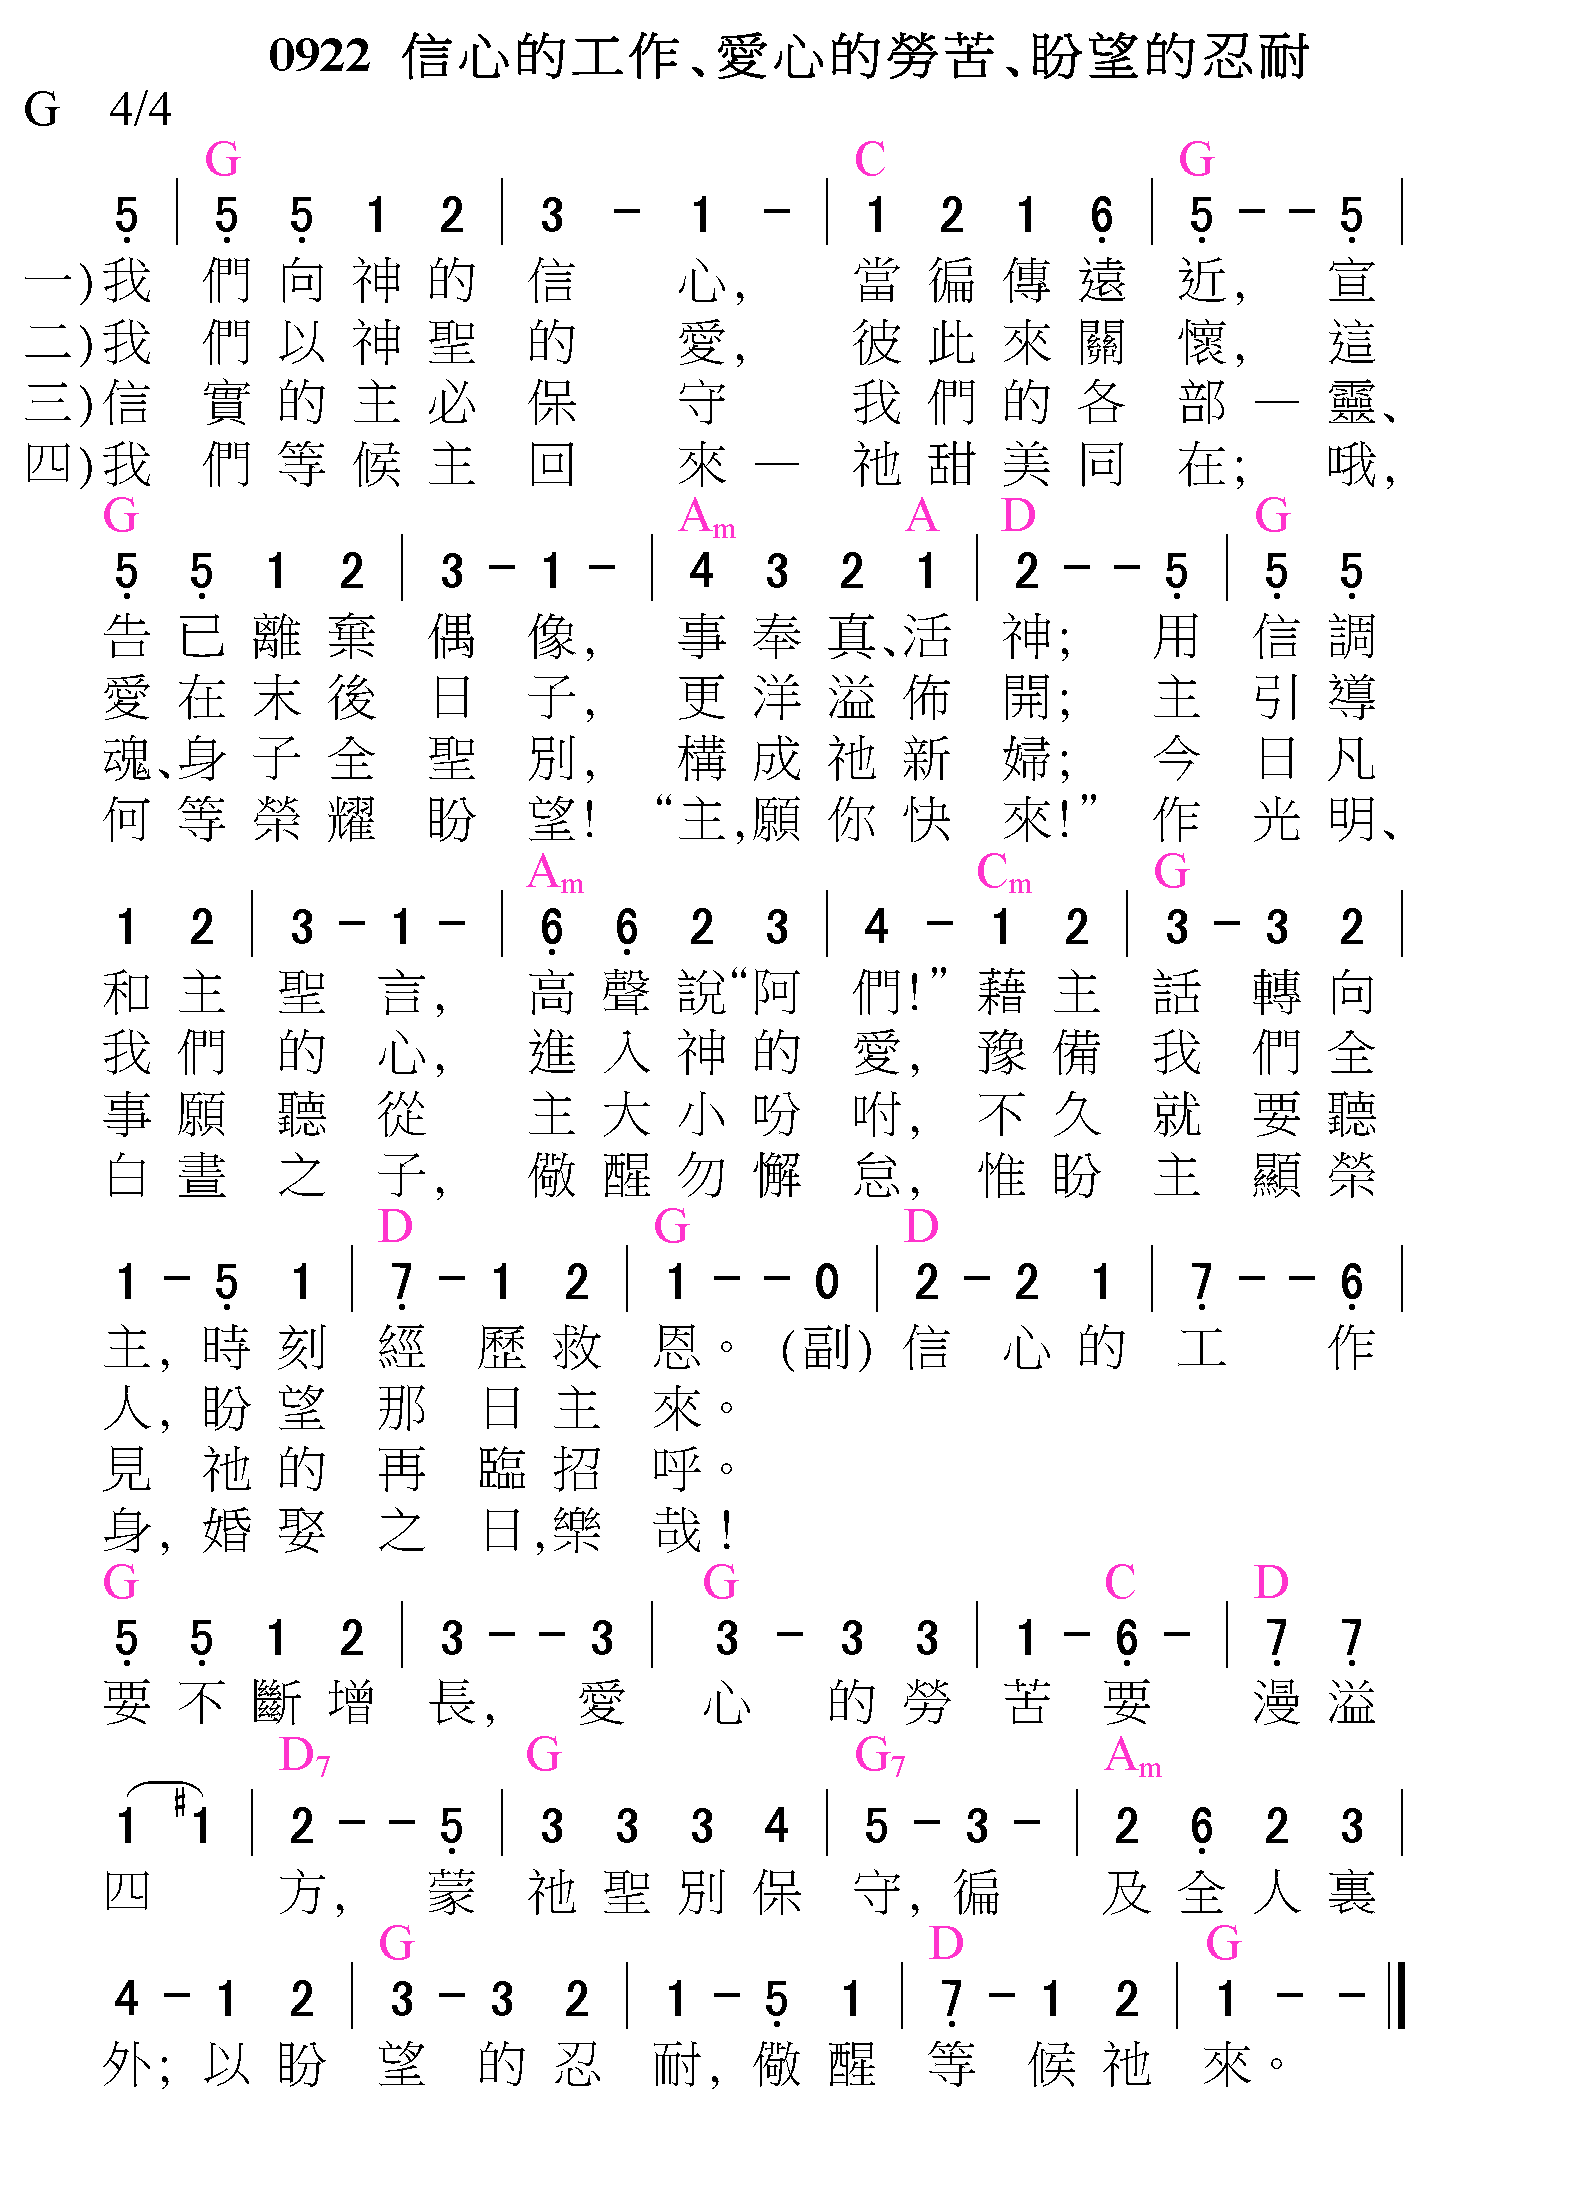 0922 信心的工作、愛心的勞苦、盼望的忍耐
G 4/4
G C G
5̣ | 5̣ 5̣ 1 2 | 3 - 1 - | 1 2 1 6̣ | 5̣ - - 5̣ |
一)我 們 向 神 的 信 心, 當 徧 傳 遠 近, 宣
二)我 們 以 神 聖 的 愛, 彼 此 來 關 懷, 這
三)信 實 的 主 必 保 守 我 們 的 各 部 — 靈、
四)我 們 等 候 主 回 來 — 祂 甜 美 同 在; 哦,
G Am A D G
5̣ 5̣ 1 2 | 3 - 1 - | 4 3 2 1 | 2 - - 5̣ | 5̣ 5̣
告 已 離 棄 偶 像, 事 奉 真、活 神; 用 信 調
愛 在 末 後 日 子, 更 洋 溢 佈 開; 主 引 導
魂、身 子 全 聖 別, 構 成 祂 新 婦; 今 日 凡
何 等 榮 耀 盼 望! “主,願 你 快 來!” 作 光 明、
Am Cm G
1 2 | 3 - 1 - | 6̣ 6̣ 2 3 | 4 - 1 2 | 3 - 3 2 |
和 主 聖 言, 高 聲 說“阿 們!” 藉 主 話 轉 向
我 們 的 心, 進 入 神 的 愛, 豫 備 我 們 全
事 願 聽 從 主 大 小 吩 咐, 不 久 就 要 聽
白 晝 之 子, 儆 醒 勿 懈 怠, 惟 盼 主 顯 榮
D G D
1 - 5̣ 1 | 7̣ - 1 2 | 1 - - 0 | 2 - 2 1 | 7̣ - - 6̣ |
主, 時 刻 經 歷 救 恩。 (副) 信 心 的 工 作
人, 盼 望 那 日 主 來。
見 祂 的 再 臨 招 呼。
身, 婚 娶 之 日,樂 哉!
G G C D
5̣ 5̣ 1 2 | 3 - - 3 | 3 - 3 3 | 1 - 6̣ - | 7̣ 7̣
要 不 斷 增 長, 愛 心 的 勞 苦 要 漫 溢
D7 G G7 Am
1 #1 | 2 - - 5̣ | 3 3 3 4 | 5 - 3 - | 2 6̣ 2 3 |
四 方, 蒙 祂 聖 別 保 守, 徧 及 全 人 裏
G D G
4 - 1 2 | 3 - 3 2 | 1 - 5̣ 1 | 7̣ - 1 2 | 1 - - ‖
外; 以 盼 望 的 忍 耐, 儆 醒 等 候 祂 來。